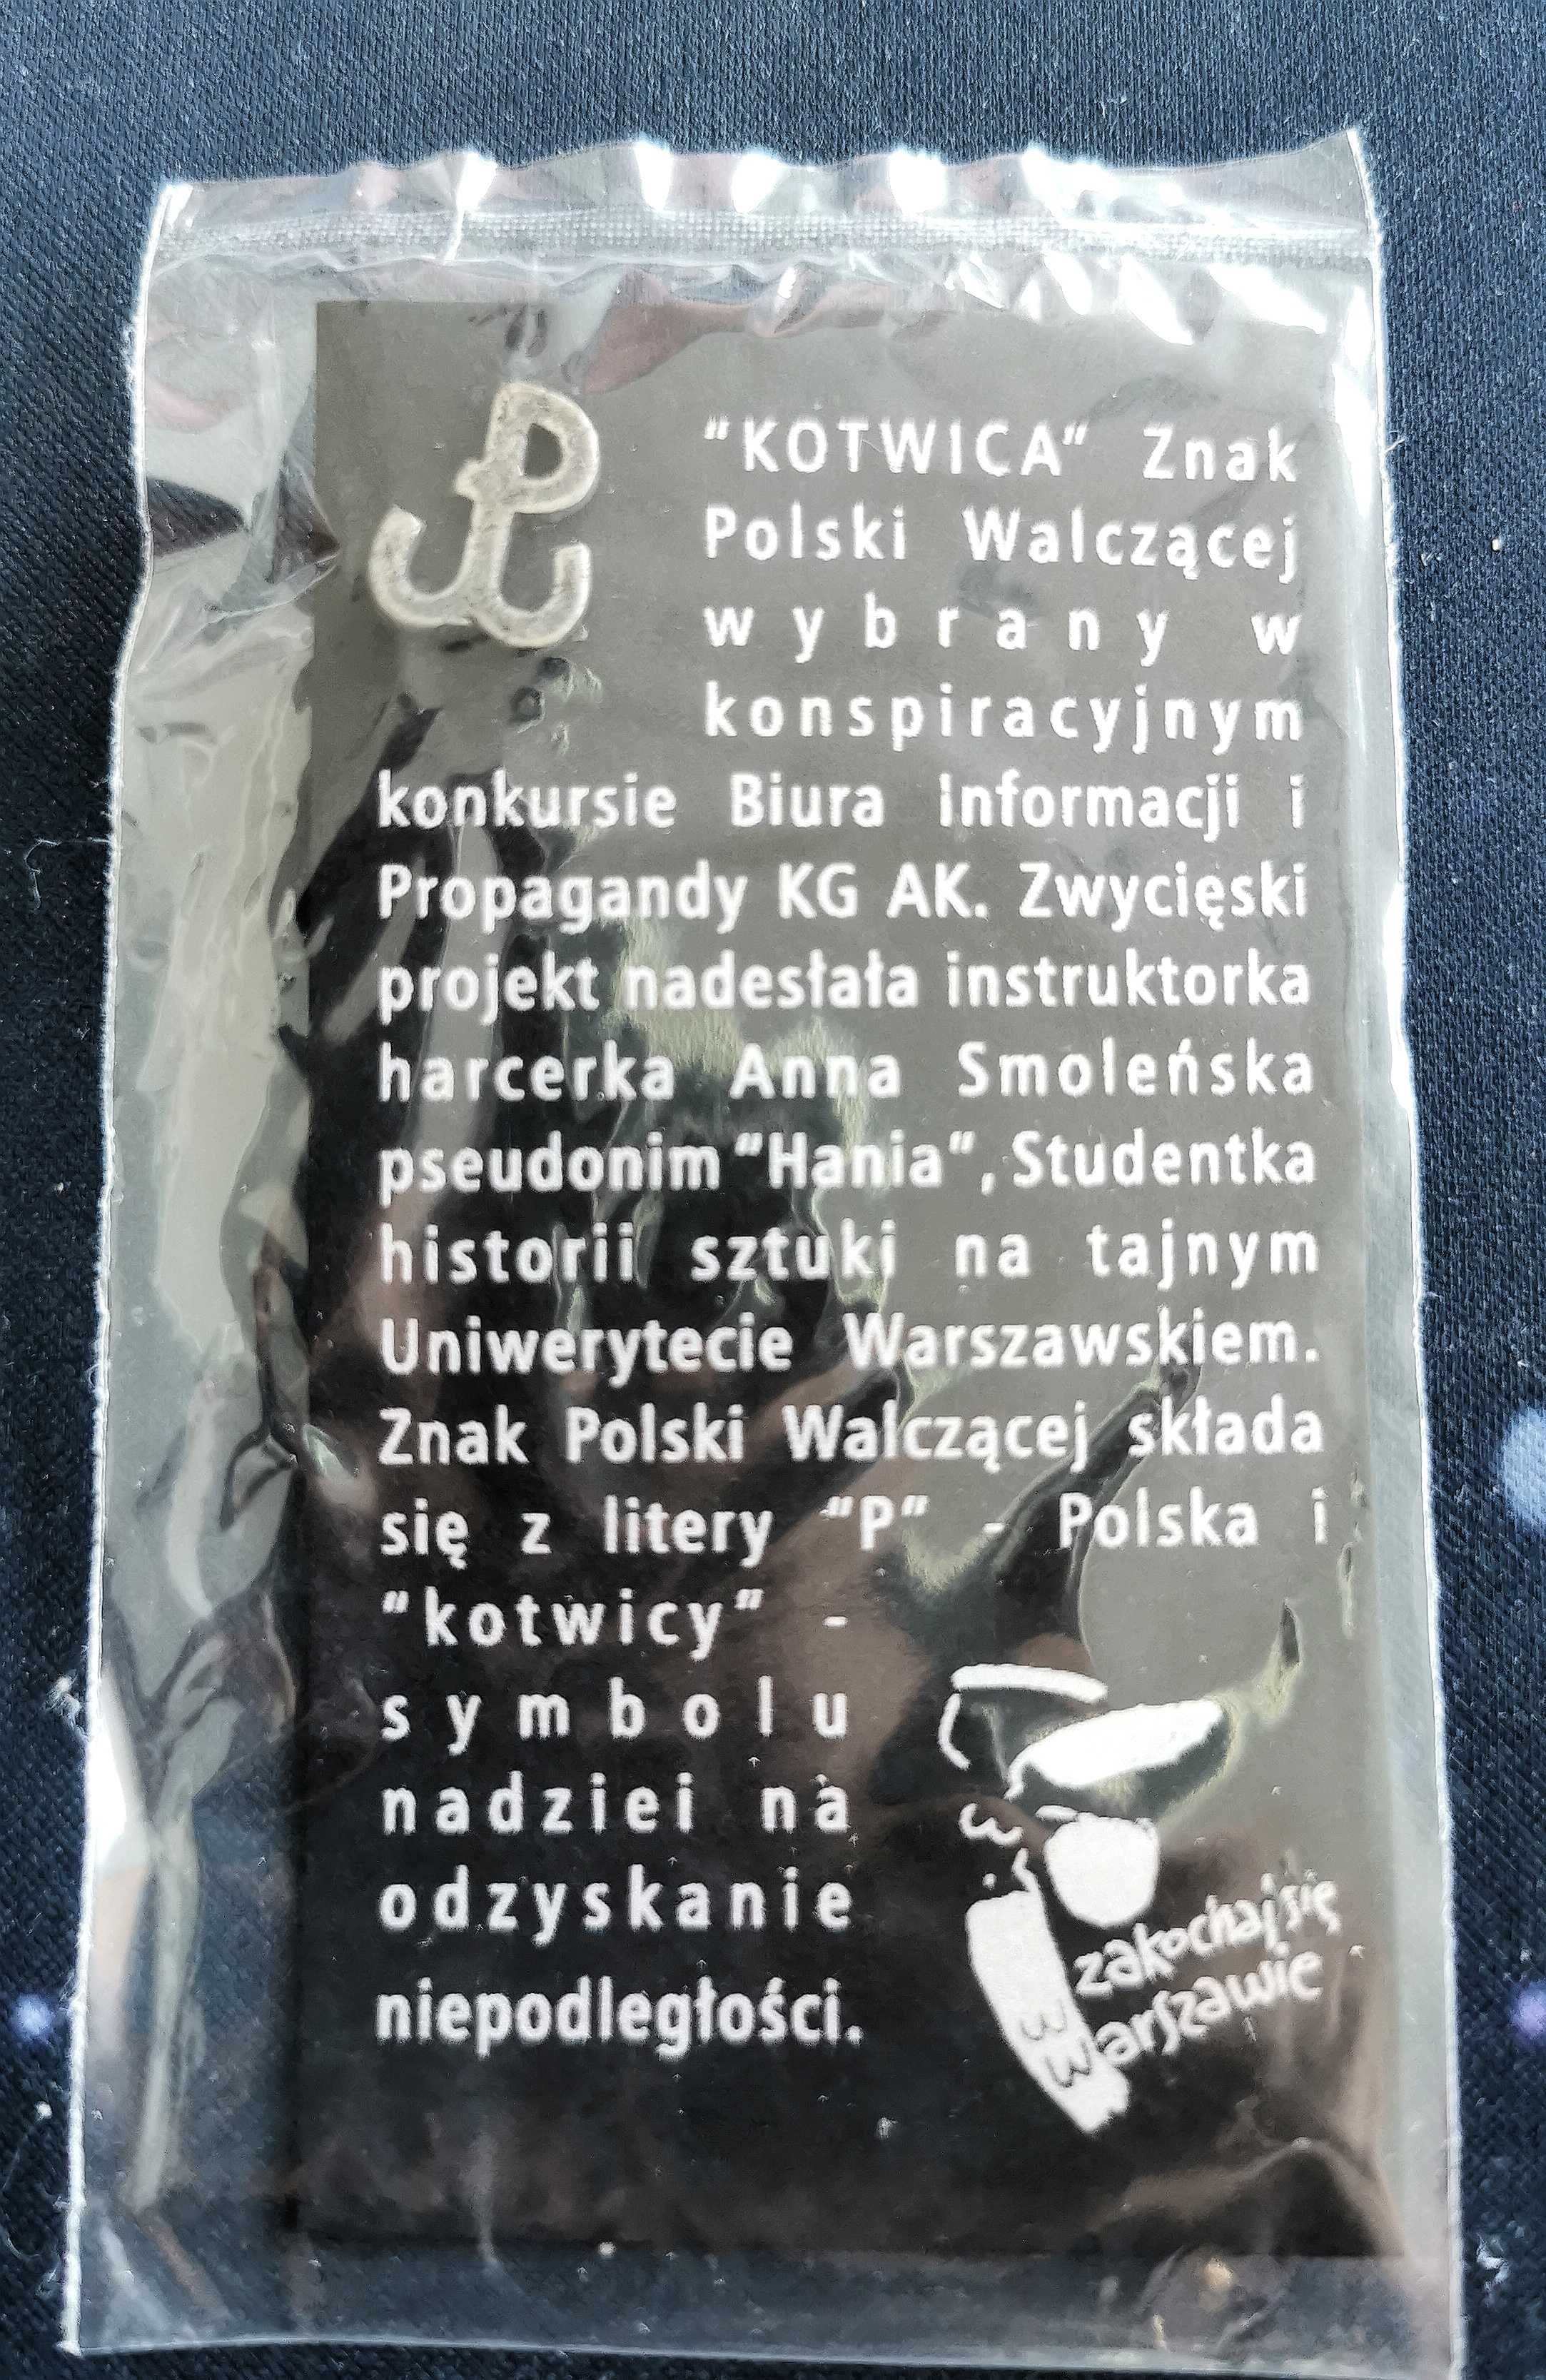 "KOTWICA" Znak
Polski Walczącej
wybrany w
konspiracyjnym
konkursie Biura Informacji i
Propagandy KG AK. Zwycięski
projekt nadesłała instruktorka
harcerka Anna Smoleńska
pseudonim "Hania", Studentka
historii sztuki na tajnym
Uniwerytecie Warszawskiem.
Znak Polski Walczącej składa
się z litery "P" - Polska i
"kotwicy" -
symbolu
nadziei na
odzyskanie
niepodległości.
zakochaj się
w Warszawie